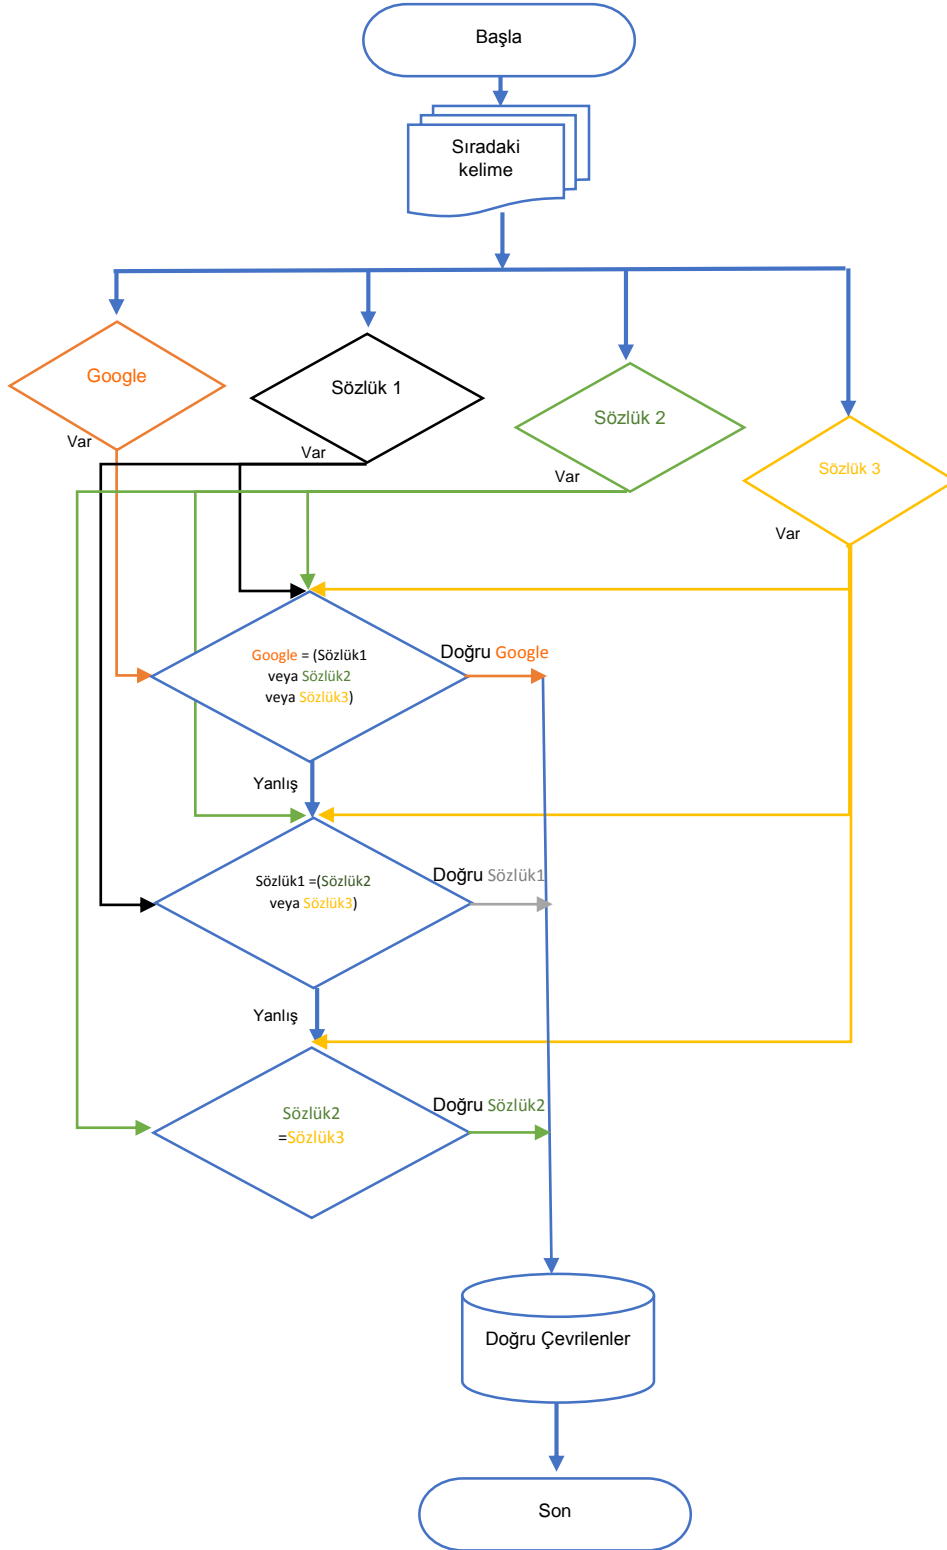 Başla
Sıradaki
kelime
Google
Sözlük 1
Sözlük 2
Sözlük 3
Var
Var
Var
Var
Google = (Sözlük1
veya Sözlük2
veya Sözlük3)
Doğru Google
Yanlış
Sözlük1 =(Sözlük2
veya Sözlük3)
Doğru Sözlük1
Yanlış
Sözlük2
=Sözlük3
Doğru Sözlük2
Doğru Çevrilenler
Son